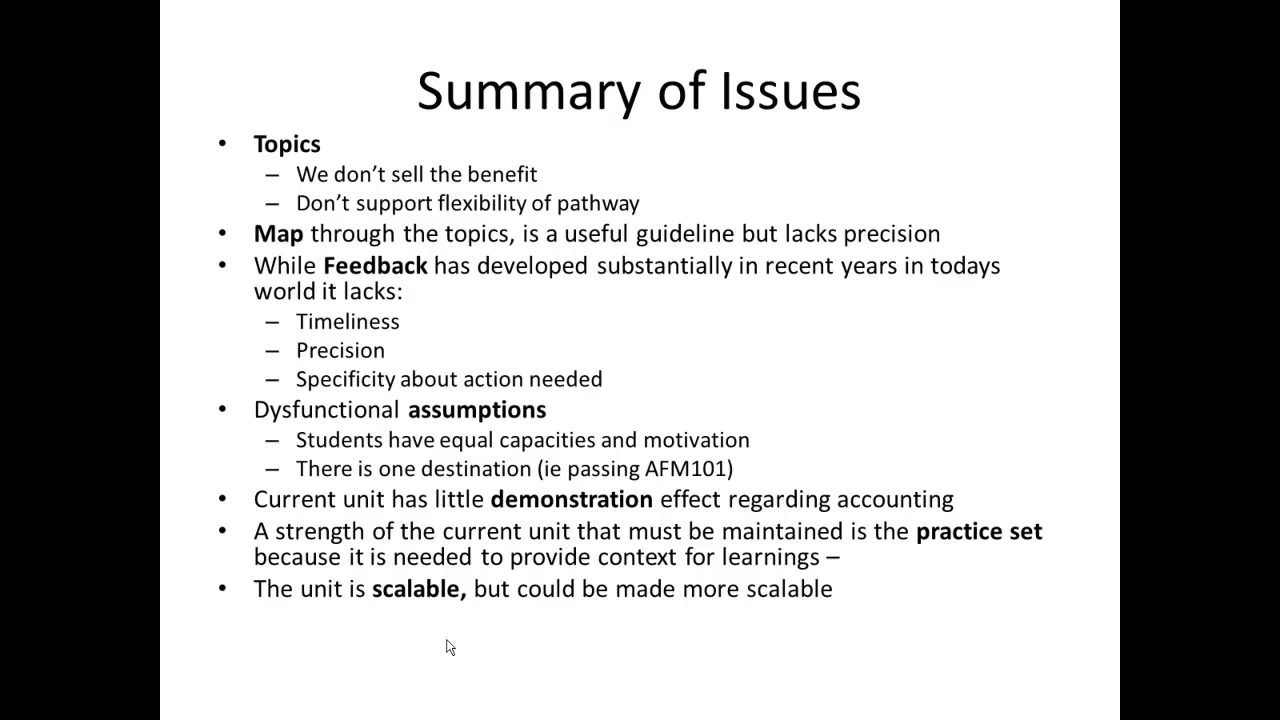 Summary of Issues
• Topics
– We don’t sell the benefit
– Don’t support flexibility of pathway
• Map through the topics, is a useful guideline but lacks precision
• While Feedback has developed substantially in recent years in todays
world it lacks:
– Timeliness
– Precision
– Specificity about action needed
• Dysfunctional assumptions
– Students have equal capacities and motivation
– There is one destination (ie passing AFM101)
• Current unit has little demonstration effect regarding accounting
• A strength of the current unit that must be maintained is the practice set
because it is needed to provide context for learnings –
• The unit is scalable, but could be made more scalable